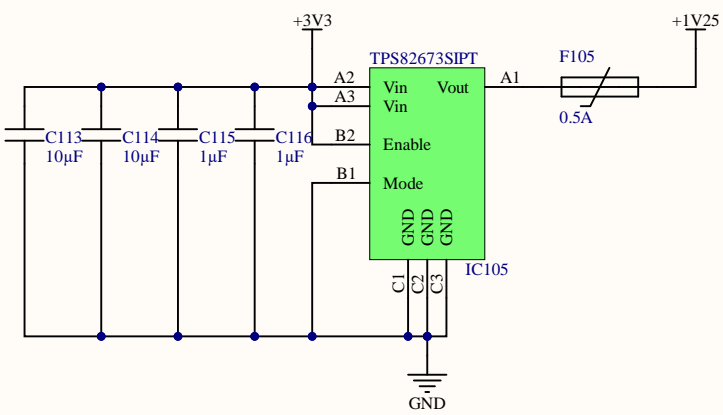 +3V3
+1V25
TPS82673SIPT
F105
A2
Vin
Vout
A1
A3
Vin
0.5A
C113
C114
C115
C116
B2
Enable
10µF
10µF
1µF
1µF
B1
Mode
GND
GND
GND
IC105
C1
C2
C3
GND